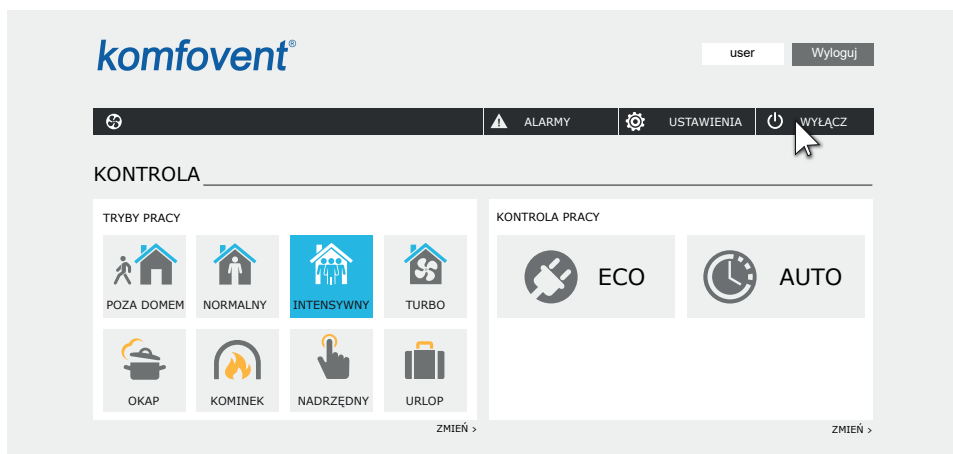 komfovent®
user
Wyloguj
ALARMY
USTAWIENIA
WYŁĄCZ
KONTROLA
TRYBY PRACY
POZA DOMEM
NORMALNY
INTENSYWNY
TURBO
OKAP
KOMINEK
NADRZĘDNY
URLOP
ZMIEŃ >
KONTROLA PRACY
ECO
AUTO
ZMIEŃ >